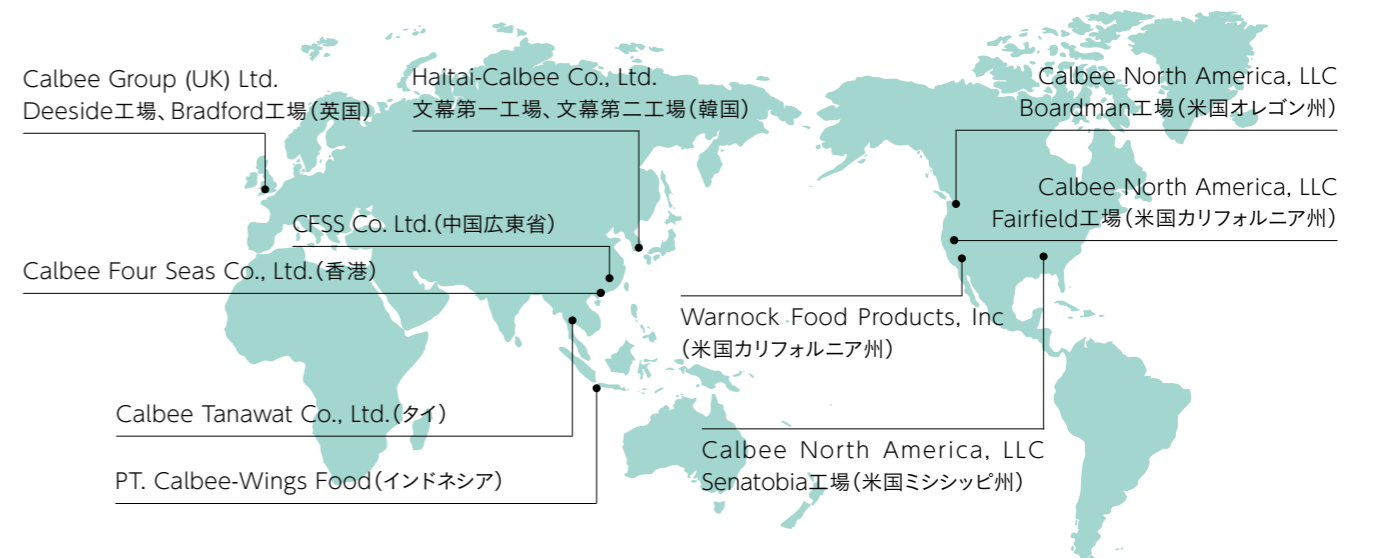 Calbee Group (UK) Ltd.
Deeside工場、Bradford工場(英国)
Haitai-Calbee Co., Ltd.
文幕第一工場、文幕第二工場(韓国)
Calbee North America, LLC
Boardman工場(米国オレゴン州)
Calbee North America, LLC
Fairfield工場(米国カリフォルニア州)
CFSS Co. Ltd.(中国広東省)
Calbee Four Seas Co., Ltd.(香港)
Warnock Food Products, Inc
(米国カリフォルニア州)
Calbee Tanawat Co., Ltd.(タイ)
Calbee North America, LLC
Senatobia工場(米国ミシシッピ州)
PT. Calbee-Wings Food(インドネシア)